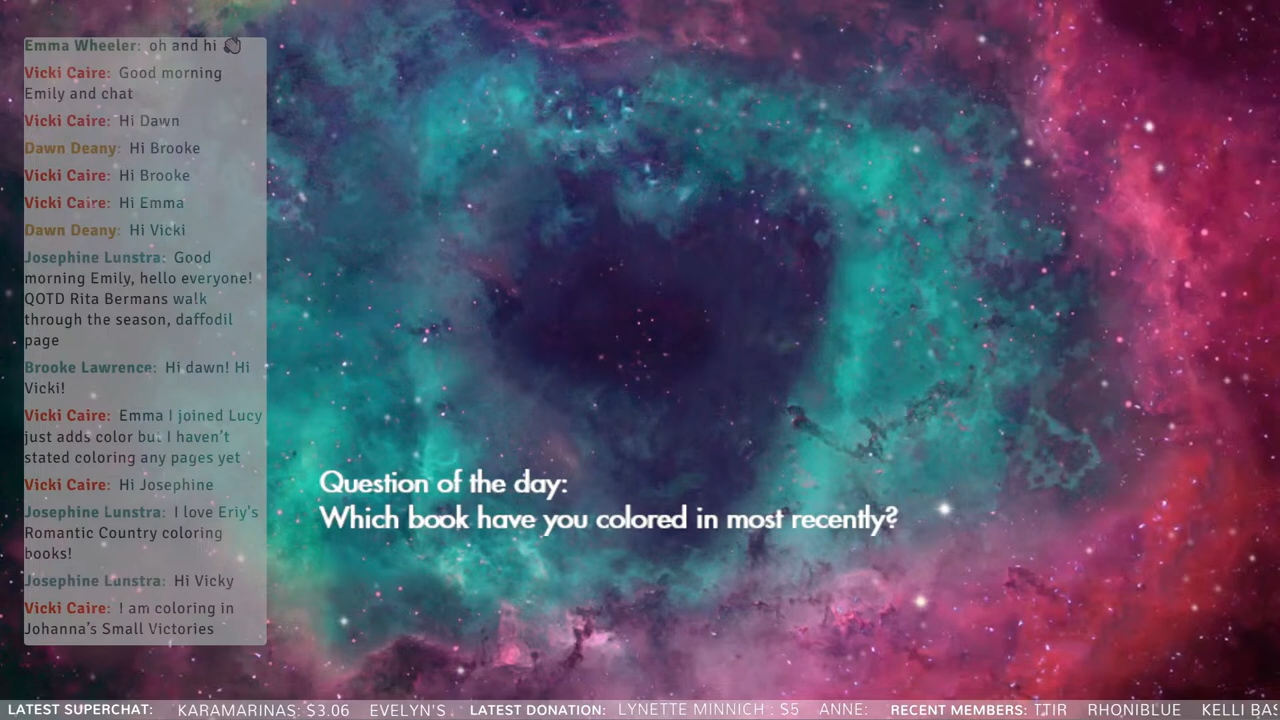 Emma Wheeler: oh and hi 👋
Vicki Caire: Good morning
Emily and chat
Vicki Caire: Hi Dawn
Dawn Deany: Hi Brooke
Vicki Caire: Hi Brooke
Vicki Caire: Hi Emma
Dawn Deany: Hi Vicki
Josephine Lunstra: Good
morning Emily, hello everyone!
QOTD Rita Bermans walk
through the season, daffodil
page
Brooke Lawrence: Hi dawn! Hi
Vicki!
Vicki Caire: Emma I joined Lucy
just adds color but I haven't
stated coloring any pages yet
Vicki Caire: Hi Josephine
Josephine Lunstra: I love Eriy's
Romantic Country coloring
books!
Josephine Lunstra: Hi Vicky
Vicki Caire: ! am coloring in
Johanna's Small Victories
Question of the day:
Which book have you colored in most recently?
LATEST SUPERCHAT: KARAMARINAS: $3.06 EVELYN'S LATEST DONATION: LYNETTE MINNICH : $5 ANNE: RECENT MEMBERS: TTIR RHONIBLUE KELLI BAS